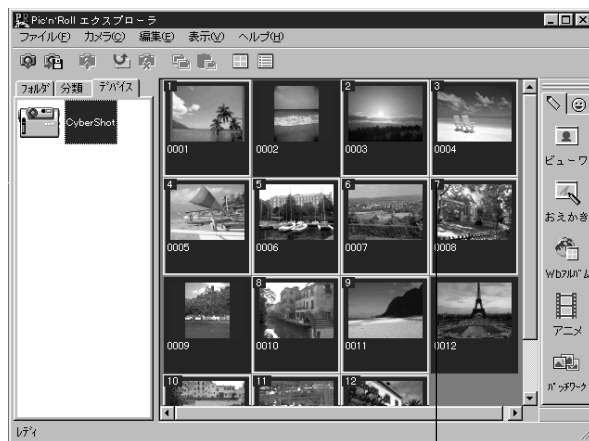 Pic'n'Roll エクスプローラ
ファイル(F) カメラ(C) 編集(E) 表示(V) ヘルプ(H)
ﾌｫﾙﾀﾞ 分類 ﾃﾞﾊﾞｲｽ
CyberShot
1 2 3
0001 0002 0003 0004
4 5 6 7
0005 0006 0007 0008
8 9
0009 0010 0011 0012
10 11 12
ビューワ
おえかき
Wbｱﾙﾊﾞﾑ
アニメ
ﾊﾟｯﾁﾜｰｸ
ﾚﾃﾞｨ